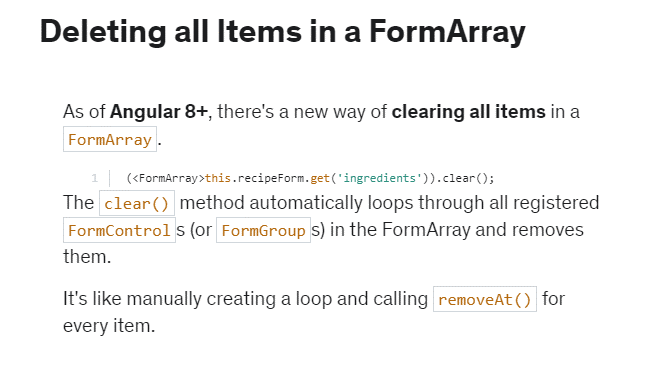 Deleting all Items in a FormArray
As of Angular 8+, there's a new way of clearing all items in a
FormArray.
1 (<FormArray>this.recipeForm.get('ingredients')).clear();
The clear() method automatically loops through all registered
FormControls (or FormGroups) in the FormArray and removes
them.
It's like manually creating a loop and calling removeAt() for
every item.